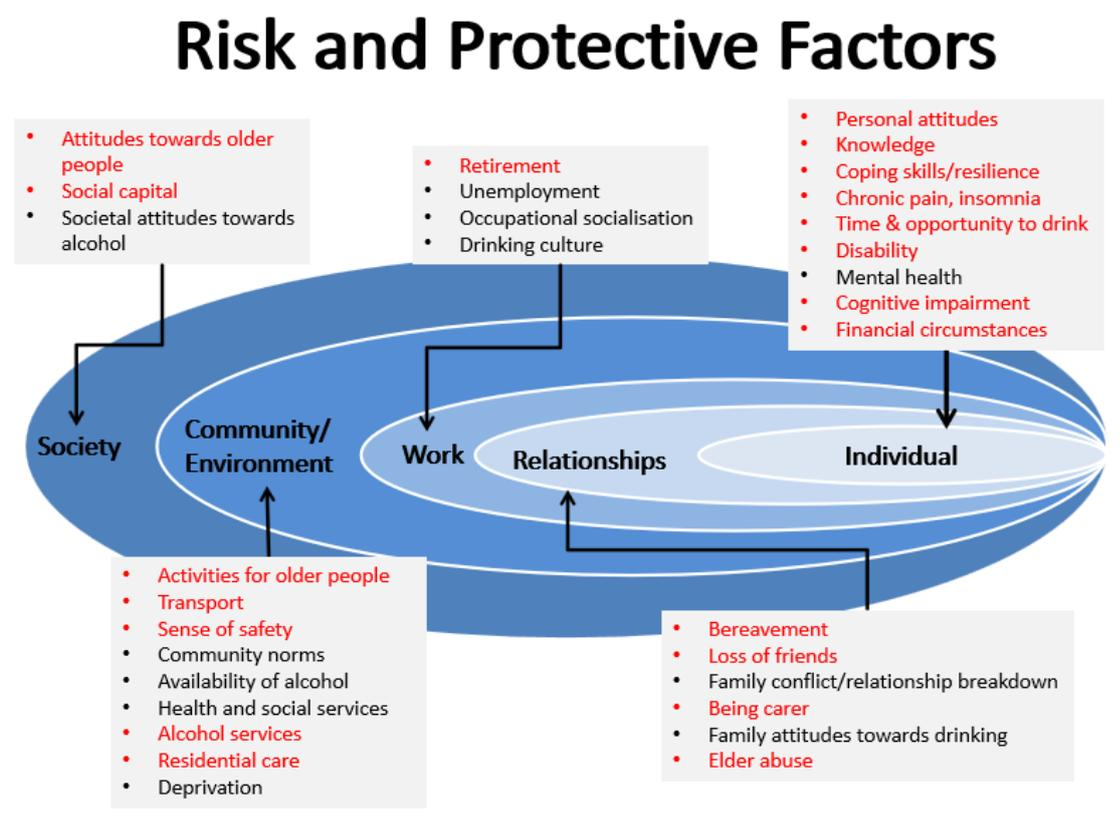 Risk and Protective Factors
• Attitudes towards older
people
• Social capital
• Societal attitudes towards
alcohol
• Retirement
• Unemployment
• Occupational socialisation
• Drinking culture
• Personal attitudes
• Knowledge
• Coping skills/resilience
• Chronic pain, insomnia
• Time & opportunity to drink
• Disability
• Mental health
• Cognitive impairment
• Financial circumstances
Society
Community/
Environment
Work
Relationships
Individual
• Activities for older people
• Transport
• Sense of safety
• Community norms
• Availability of alcohol
• Health and social services
• Alcohol services
• Residential care
• Deprivation
• Bereavement
• Loss of friends
• Family conflict/relationship breakdown
• Being carer
• Family attitudes towards drinking
• Elder abuse